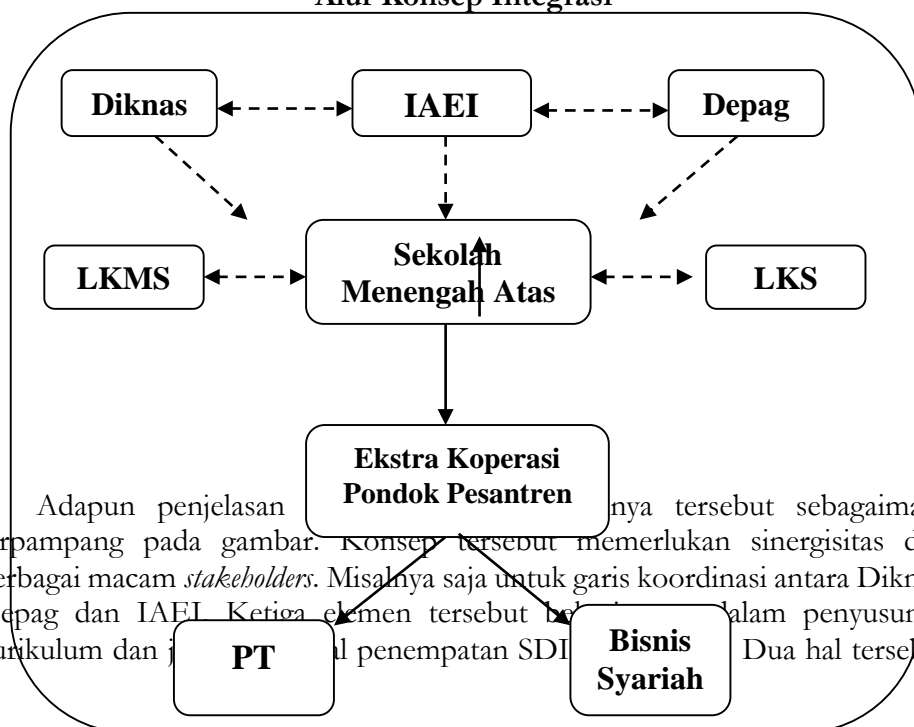 Alur Konsep Integrasi
Diknas
IAEI
Depag
LKMS
Sekolah
Menengah Atas
LKS
Ekstra Koperasi
Pondok Pesantren
Adapun penjelasan nya tersebut sebagaima
rpampang pada gambar. Konsep tersebut memerlukan sinergisitas d
erbagai macam stakeholders. Misalnya saja untuk garis koordinasi antara Dikn
epag dan IAEI. Ketiga elemen tersebut dalam penyusun
urikulum dan j l penempatan SDI Dua hal terseb
PT
Bisnis
Syariah